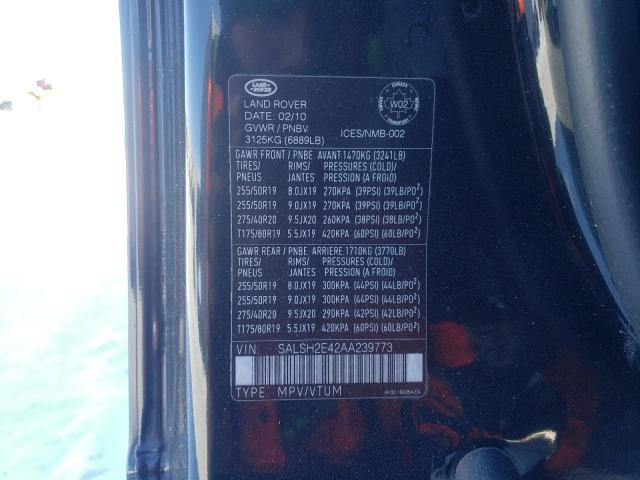 LAND ROVER
LAND ROVER
DATE: 02/10
GVWR / PNBV
3125KG (6889LB)
CANADA
W02
TRANSPORT
ICES/NMB-002
GAWR FRONT / PNBE AVANT 1470KG (3241LB)
TIRES/ RIMS/ PRESSURES (COLD)/
PNEUS JANTES PRESSION (A FROID)
255/50R19 8.0JX19 270KPA (39PSI) (39LB/PO²)
255/50R19 9.0JX19 270KPA (39PSI) (39LB/PO²)
275/40R20 9.5JX20 260KPA (38PSI) (38LB/PO²)
T175/80R19 5.5JX19 420KPA (60PSI) (60LB/PO²)
GAWR REAR / PNBE ARRIERE 1710KG (3770LB)
TIRES/ RIMS/ PRESSURES (COLD)/
PNEUS JANTES PRESSION (A FROID)
255/50R19 8.0JX19 300KPA (44PSI) (44LB/PO²)
255/50R19 9.0JX19 300KPA (44PSI) (44LB/PO²)
275/40R20 9.5JX20 290KPA (42PSI) (42LB/PO²)
T175/80R19 5.5JX19 420KPA (60PSI) (60LB/PO²)
VIN: SALSH2E42AA239773
TYPE: MPV/VTUM